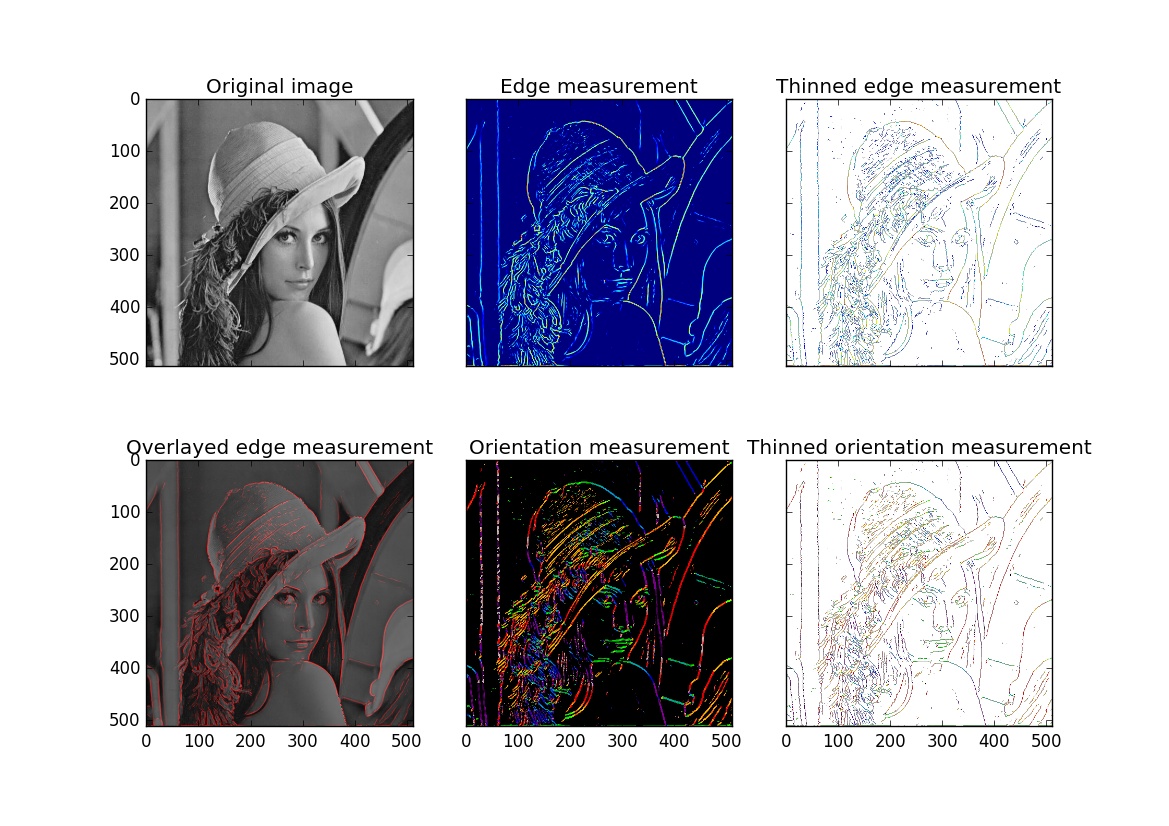 Original image
Edge measurement
Thinned edge measurement
0
100
200
300
400
500
Overlayed edge measurement
Orientation measurement
Thinned orientation measurement
0
100
200
300
400
500
0 100 200 300 400 500
0 100 200 300 400 500
0 100 200 300 400 500